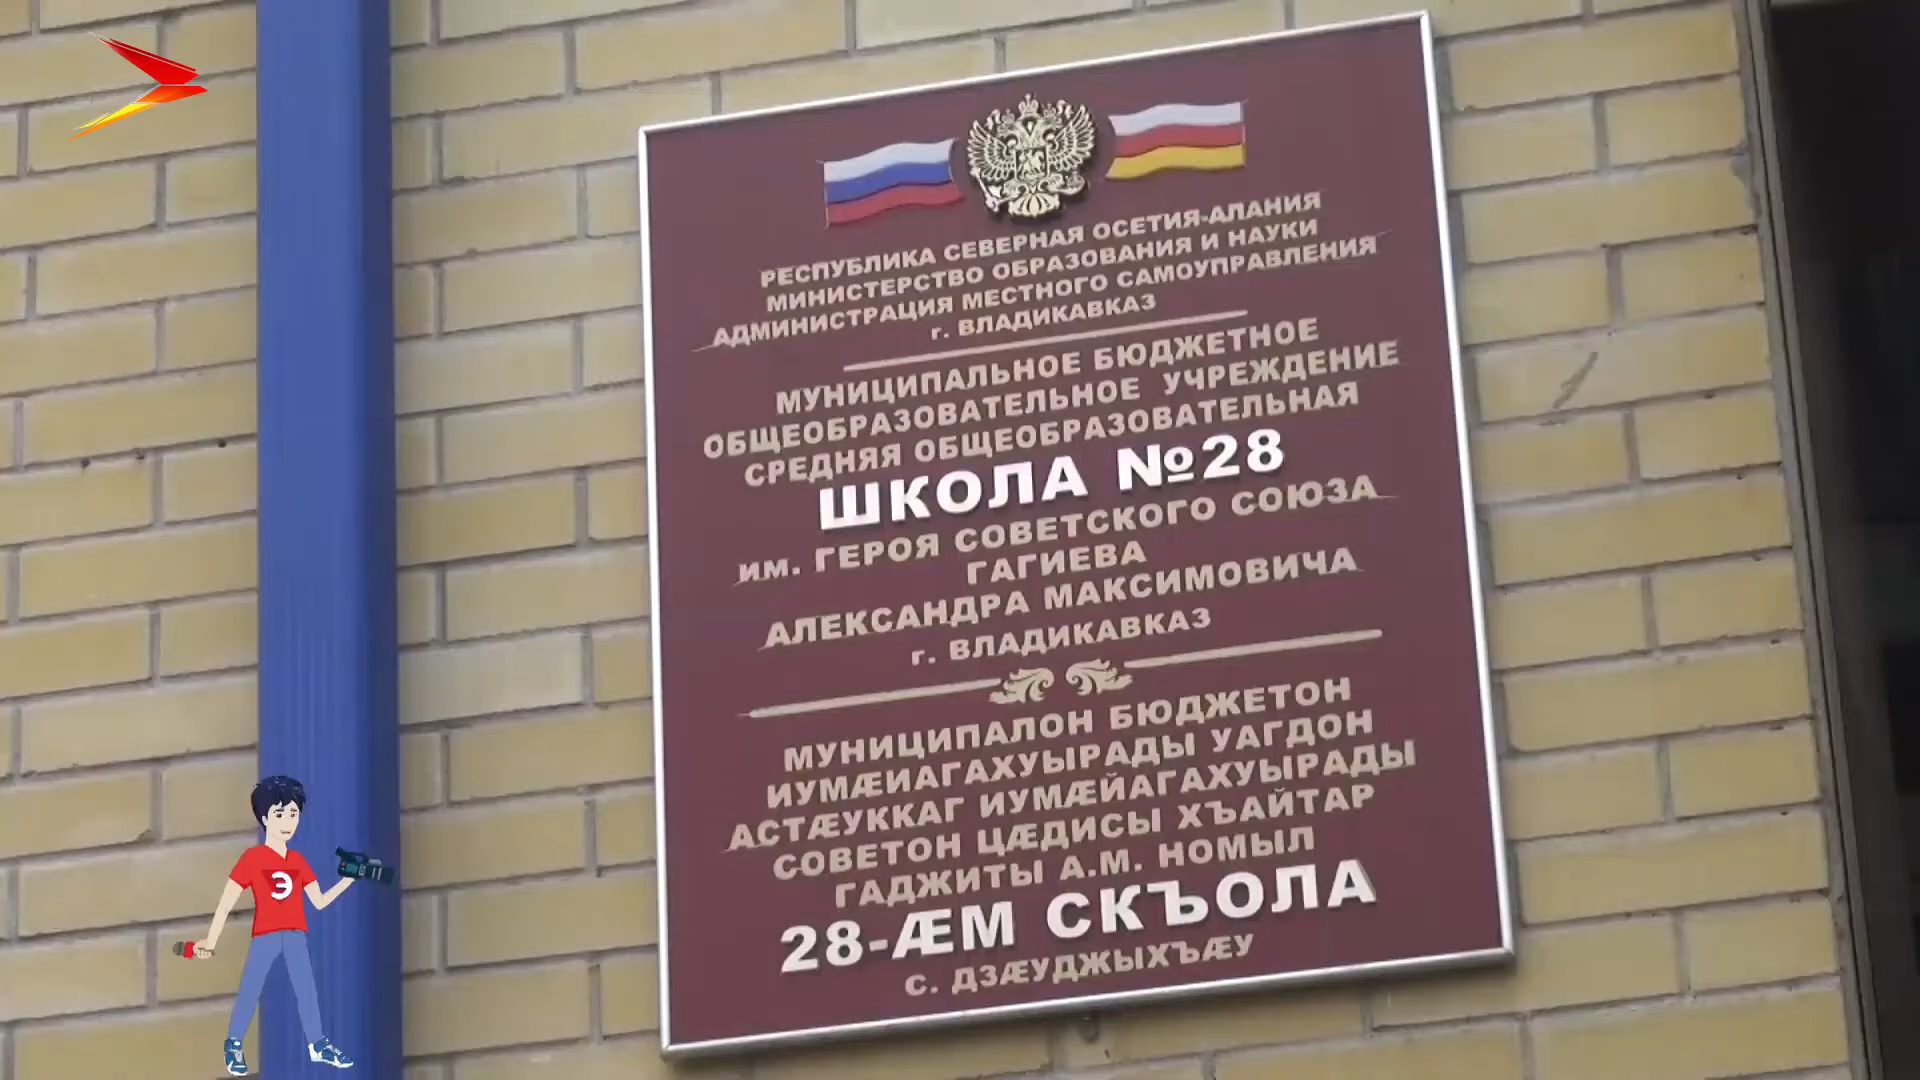 РЕСПУБЛИКА СЕВЕРНАЯ ОСЕТИЯ-АЛАНИЯ
МИНИСТЕРСТВО ОБРАЗОВАНИЯ И НАУКИ
АДМИНИСТРАЦИЯ МЕСТНОГО САМОУПРАВЛЕНИЯ
г. ВЛАДИКАВКАЗ
МУНИЦИПАЛЬНОЕ БЮДЖЕТНОЕ
ОБЩЕОБРАЗОВАТЕЛЬНОЕ УЧРЕЖДЕНИЕ
СРЕДНЯЯ ОБЩЕОБРАЗОВАТЕЛЬНАЯ
ШКОЛА №28
им. ГЕРОЯ СОВЕТСКОГО СОЮЗА
ГАГИЕВА
АЛЕКСАНДРА МАКСИМОВИЧА
г. ВЛАДИКАВКАЗ
МУНИЦИПАЛОН БЮДЖЕТОН
ИУМÆИАГАХУЫРАДЫ УАГДОН
АСТÆУККАГ ИУМÆЙАГАХУЫРАДЫ
СОВЕТОН ЦÆДИСЫ ХЪАЙТАР
ГАДЖИТЫ А.М. НОМЫЛ
28-ÆМ СКЪОЛА
С. ДЗÆУДЖЫХЪÆУ
Э